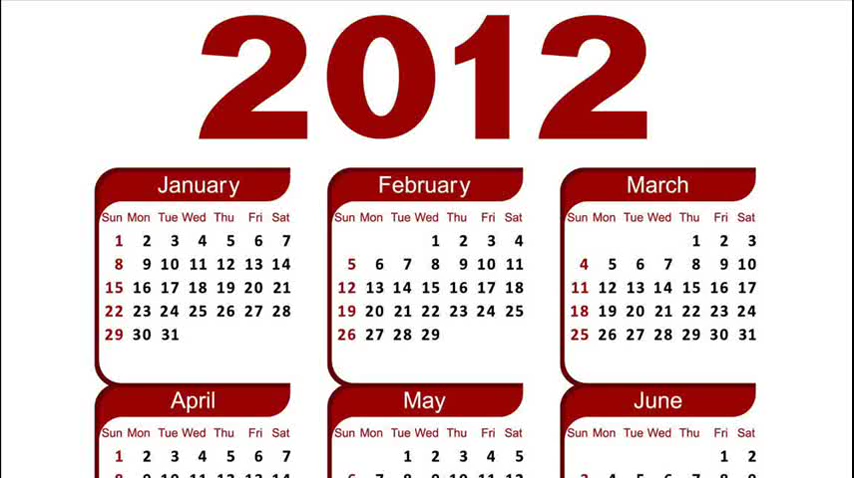 2012
January February March
Sun Mon Tue Wed Thu Fri Sat Sun Mon Tue Wed Thu Fri Sat Sun Mon Tue Wed Thu Fri Sat
1 2 3 4 5 6 7 1 2 3 4 1 2 3
8 9 10 11 12 13 14 5 6 7 8 9 10 11 4 5 6 7 8 9 10
15 16 17 18 19 20 21 12 13 14 15 16 17 18 11 12 13 14 15 16 17
22 23 24 25 26 27 28 19 20 21 22 23 24 25 18 19 20 21 22 23 24
29 30 31 26 27 28 29 25 26 27 28 29 30 31
April May June
Sun Mon Tue Wed Thu Fri Sat Sun Mon Tue Wed Thu Fri Sat Sun Mon Tue Wed Thu Fri Sat
1 2 3 4 5 6 7 1 2 3 4 5 1 2